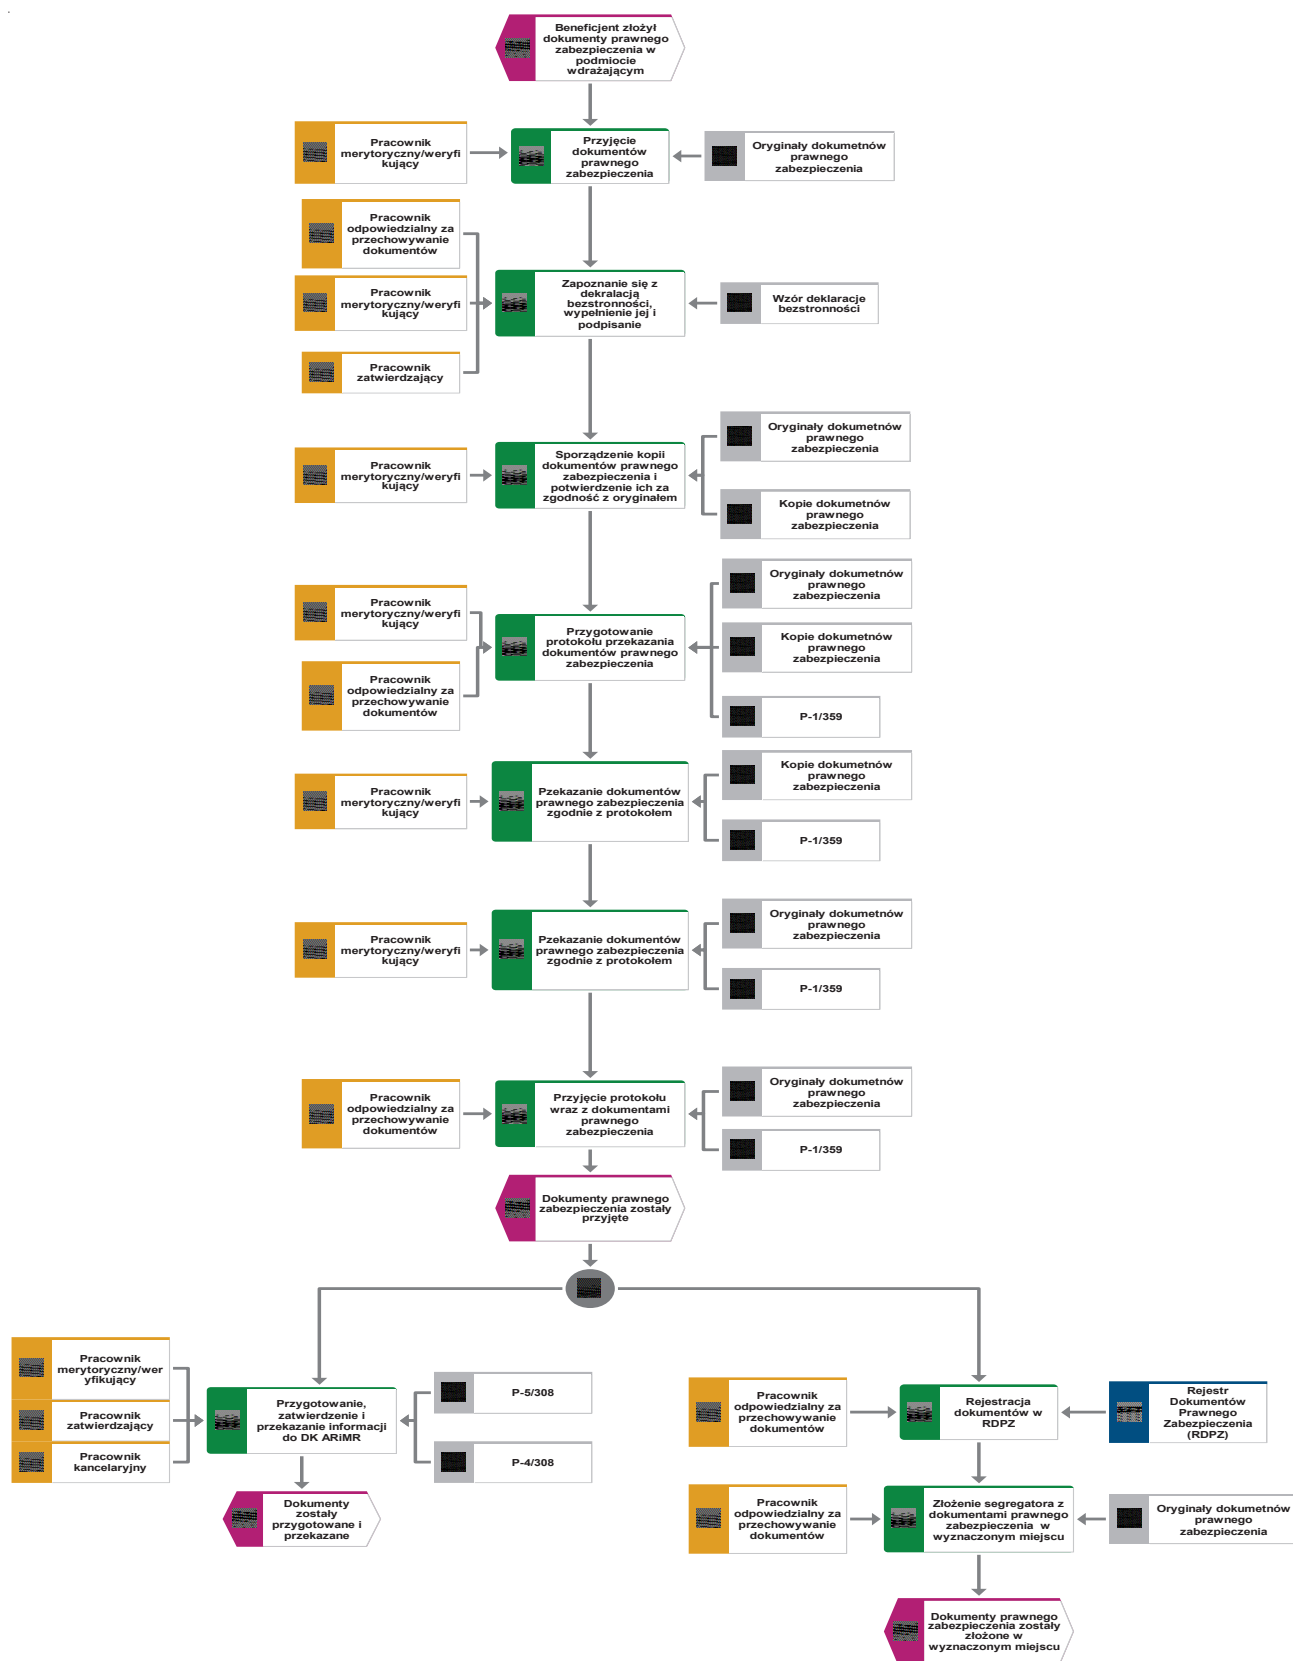 Beneficjent złożył
dokumenty prawnego
zabezpieczenia w
podmiocie
wdrażającym
Pracownik
merytoryczny/weryfi
kujący
Przyjęcie
dokumentów
prawnego
zabezpieczenia
Oryginały dokumetnów
prawnego
zabezpieczenia
Pracownik
odpowiedzialny za
przechowywanie
dokumentów
Pracownik
merytoryczny/weryfi
kujący
Pracownik
zatwierdzający
Zapoznanie się z
dekralacją
bezstronności,
wypełnienie jej i
podpisanie
Wzór deklaracje
bezstronności
Pracownik
merytoryczny/weryfi
kujący
Sporządzenie kopii
dokumentów prawnego
zabezpieczenia i
potwierdzenie ich za
zgodność z oryginałem
Oryginały dokumetnów
prawnego
zabezpieczenia
Kopie dokumetnów
prawnego
zabezpieczenia
Pracownik
merytoryczny/weryfi
kujący
Pracownik
odpowiedzialny za
przechowywanie
dokumentów
Przygotowanie
protokołu przekazania
dokumentów prawnego
zabezpieczenia
Oryginały dokumetnów
prawnego
zabezpieczenia
Kopie dokumetnów
prawnego
zabezpieczenia
P-1/359
Pracownik
merytoryczny/weryfi
kujący
Pzekazanie dokumentów
prawnego zabezpieczenia
zgodnie z protokołem
Kopie dokumetnów
prawnego
zabezpieczenia
P-1/359
Pracownik
merytoryczny/weryfi
kujący
Pzekazanie dokumentów
prawnego zabezpieczenia
zgodnie z protokołem
Oryginały dokumetnów
prawnego
zabezpieczenia
P-1/359
Pracownik
odpowiedzialny za
przechowywanie
dokumentów
Przyjęcie protokołu
wraz z dokumentami
prawnego
zabezpieczenia
Oryginały dokumetnów
prawnego
zabezpieczenia
P-1/359
Dokumenty prawnego
zabezpieczenia zostały
przyjęte
Pracownik
merytoryczny/wer
yfikujący
Pracownik
zatwierdzający
Pracownik
kancelaryjny
Przygotowanie,
zatwierdzenie i
przekazanie informacji
do DK ARiMR
P-5/308
P-4/308
Dokumenty
zostały
przygotowane i
przekazane
Pracownik
odpowiedzialny za
przechowywanie
dokumentów
Rejestracja
dokumentów w
RDPZ
Rejestr
Dokumentów
Prawnego
Zabezpieczenia
(RDPZ)
Pracownik
odpowiedzialny za
przechowywanie
dokumentów
Złożenie segregatora z
dokumentami prawnego
zabezpieczenia w
wyznaczonym miejscu
Oryginały dokumetnów
prawnego
zabezpieczenia
Dokumenty prawnego
zabezpieczenia zostały
złożone w
wyznaczonym miejscu